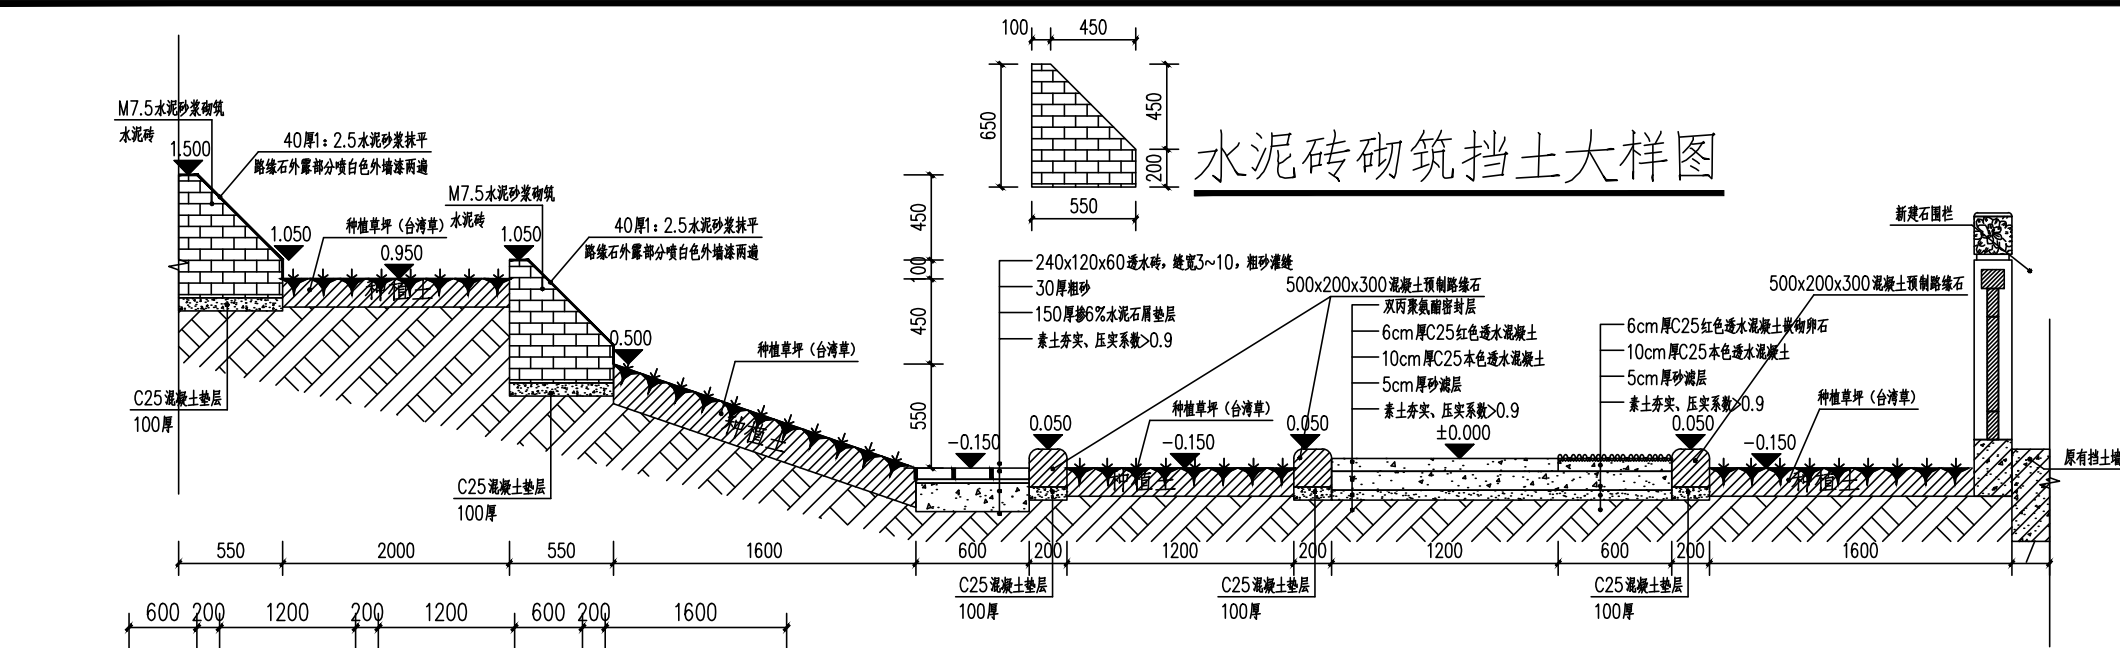 100
450
650
450
200
550
水泥砖砌筑挡土大样图
M7.5水泥砂浆砌筑
水泥砖
40厚1：2.5水泥砂浆抹平
路缘石外露部分喷白色外墙漆两遍
1.500
M7.5水泥砂浆砌筑
水泥砖
40厚1：2.5水泥砂浆抹平
路缘石外露部分喷白色外墙漆两遍
种植草坪（台湾草）
1.050
0.950
1.050
种植土
0.500
种植草坪（台湾草）
种植土
C25混凝土垫层
100厚
C25混凝土垫层
100厚
450
100
450
550
240x120x60透水砖，缝宽3~10，粗砂灌缝
30厚粗砂
150厚掺6%水泥石屑垫层
素土夯实、压实系数>0.9
500x200x300混凝土预制路缘石
双丙聚氨酯密封层
6cm厚C25红色透水混凝土
10cm厚C25本色透水混凝土
5cm厚砂滤层
素土夯实、压实系数>0.9
500x200x300混凝土预制路缘石
6cm厚C25红色透水混凝土嵌砌卵石
10cm厚C25本色透水混凝土
5cm厚砂滤层
素土夯实、压实系数>0.9
新建石围栏
种植草坪（台湾草）
种植草坪（台湾草）
-0.150
0.050
-0.150
0.050
±0.000
0.050
-0.150
种植土
种植土
原有挡土墙
550
2000
550
1600
600
200
1200
200
1200
600
200
1600
C25混凝土垫层
100厚
C25混凝土垫层
100厚
C25混凝土垫层
100厚
600
200
1200
200
1200
600
200
1600